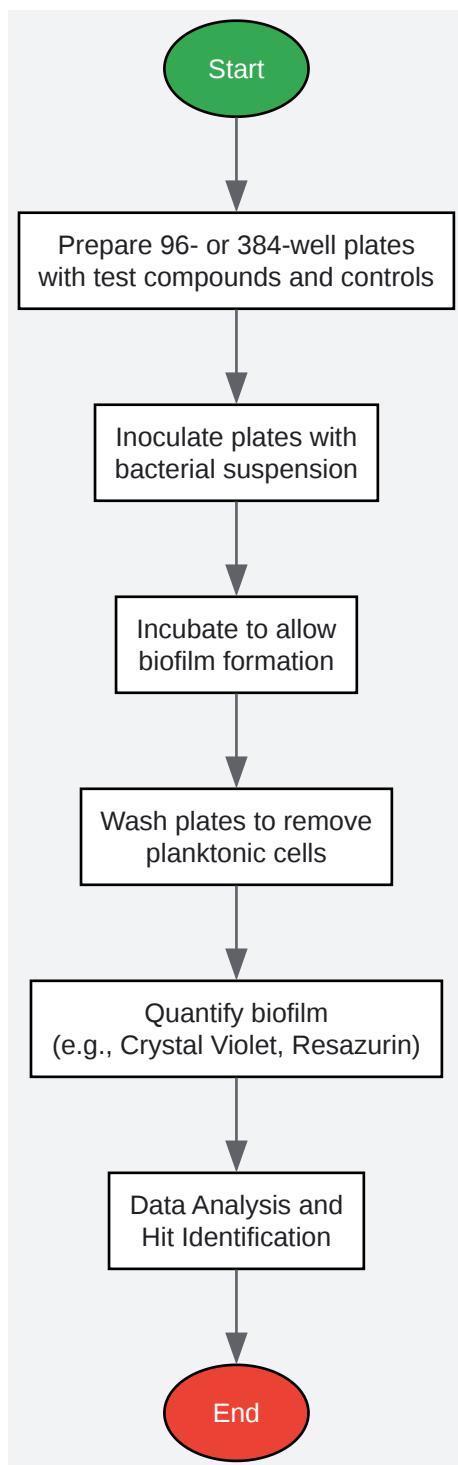 Start
Prepare 96- or 384-well plates
with test compounds and controls
Inoculate plates with
bacterial suspension
Incubate to allow
biofilm formation
Wash plates to remove
planktonic cells
Quantify biofilm
(e.g., Crystal Violet, Resazurin)
Data Analysis and
Hit Identification
End